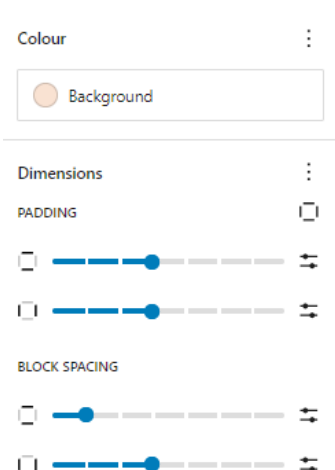 Colour
Background
Dimensions
PADDING
BLOCK SPACING